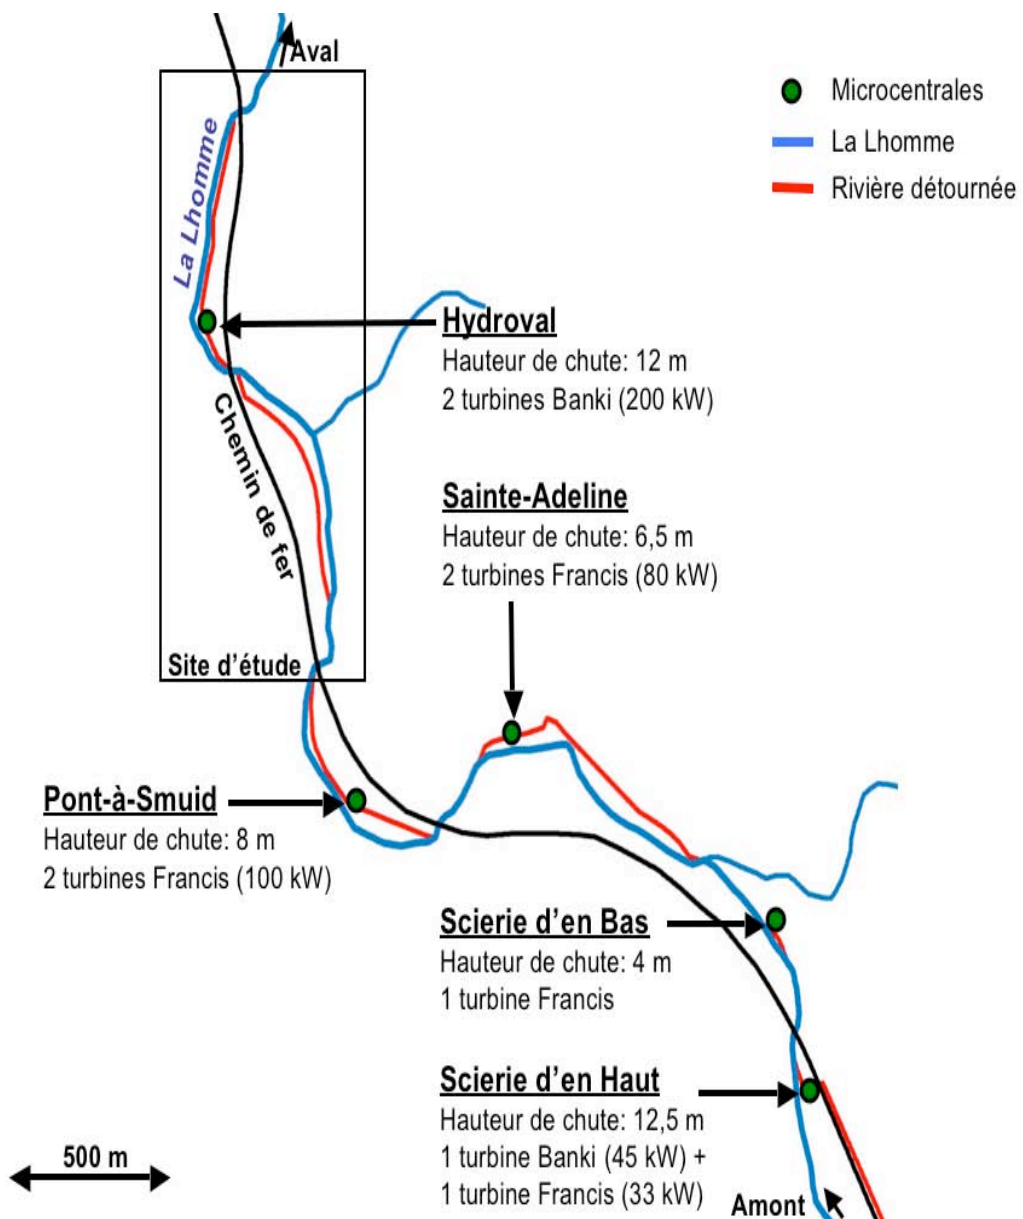 Aval
Microcentrales
La Lhomme
Rivière détournée
La Lhomme
Hydroval
Hauteur de chute: 12 m
2 turbines Banki (200 kW)
Chemin de fer
Sainte-Adeline
Hauteur de chute: 6,5 m
2 turbines Francis (80 kW)
Site d'étude
Pont-à-Smuid
Hauteur de chute: 8 m
2 turbines Francis (100 kW)
Scierie d'en Bas
Hauteur de chute: 4 m
1 turbine Francis
Scierie d'en Haut
Hauteur de chute: 12,5 m
1 turbine Banki (45 kW) +
1 turbine Francis (33 kW)
500 m
Amont